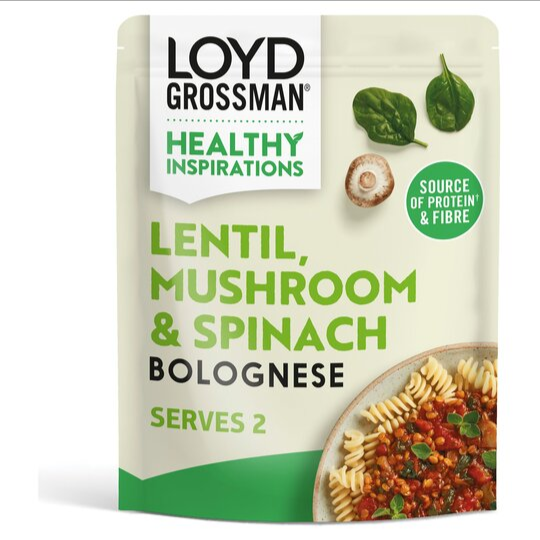 LOYD
GROSSMAN®
HEALTHY
INSPIRATIONS
SOURCE
OF PROTEIN†
& FIBRE
LENTIL,
MUSHROOM
& SPINACH
BOLOGNESE
SERVES 2